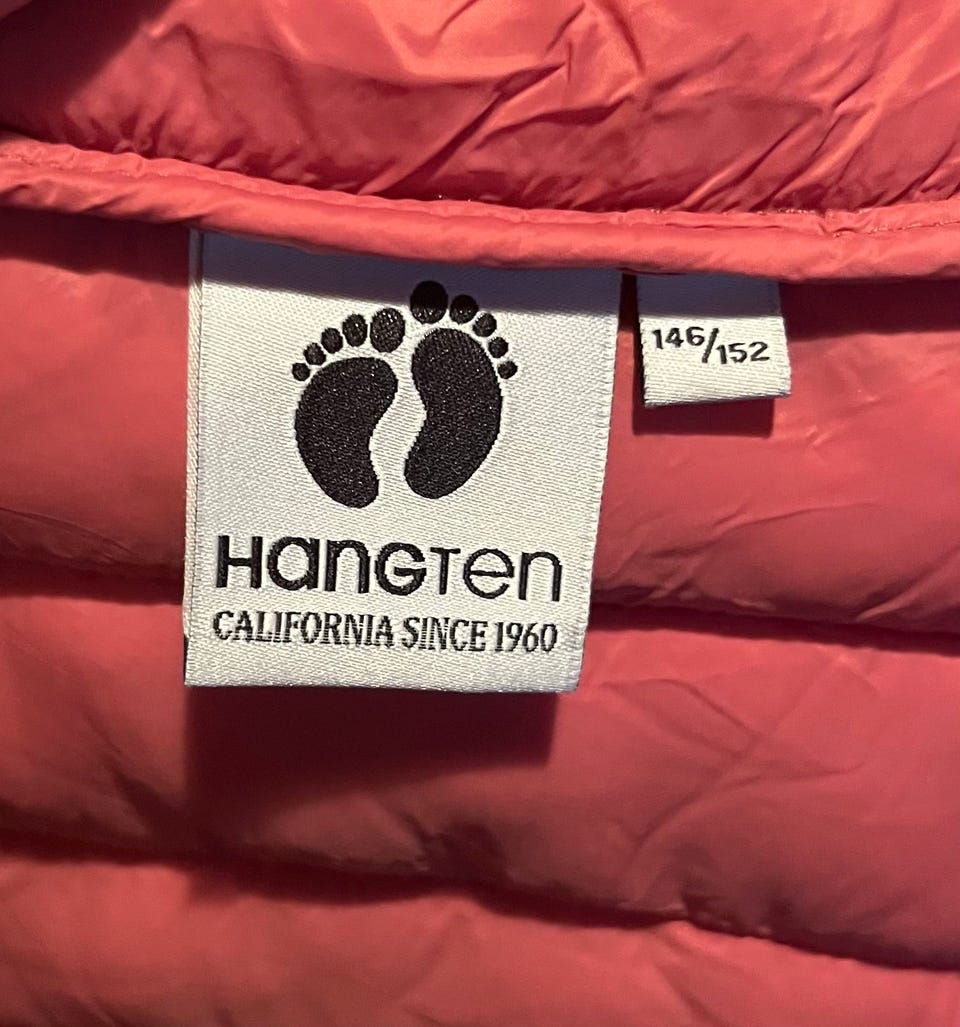 HangTen
CALIFORNIA SINCE 1960
146/152